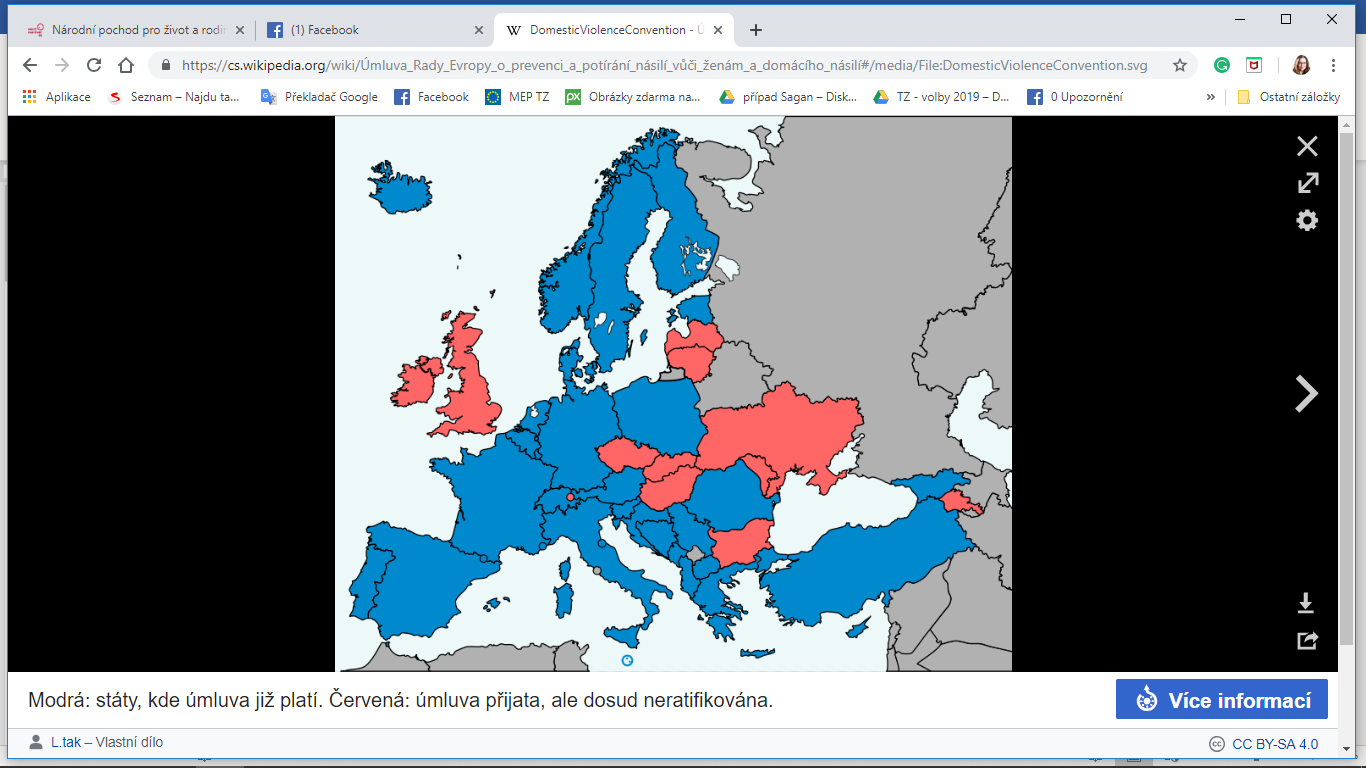 Národní pochod pro život a rodi
(1) Facebook
DomesticViolenceConvention - Ú
https://cs.wikipedia.org/wiki/Úmluva_Rady_Evropy_o_prevenci_a_potírání_násilí_vůči_ženám_a_domácího_násilí#/media/File:DomesticViolenceConvention.svg
Aplikace
Seznam – Najdu ta...
Překladač Google
Facebook
MEP TZ
Obrázky zdarma na...
případ Sagan – Disk...
TZ - volby 2019 – D...
0 Upozornění
»
Ostatní záložky
Modrá: státy, kde úmluva již platí. Červená: úmluva přijata, ale dosud neratifikována.
Více informací
L.tak – Vlastní dílo
CC BY-SA 4.0